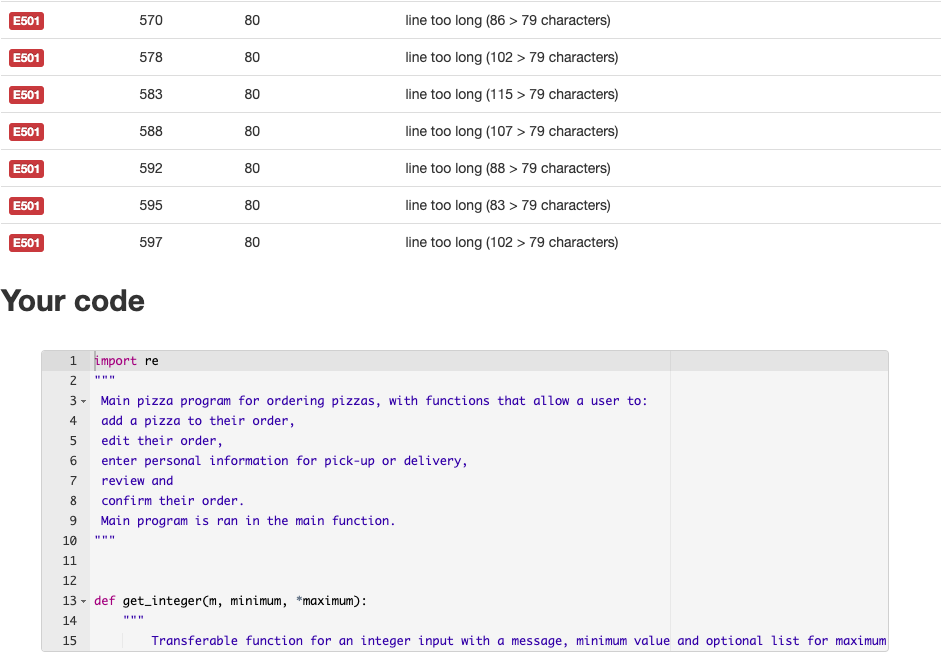 E501 570 80 line too long (86 > 79 characters)
E501 578 80 line too long (102 > 79 characters)
E501 583 80 line too long (115 > 79 characters)
E501 588 80 line too long (107 > 79 characters)
E501 592 80 line too long (88 > 79 characters)
E501 595 80 line too long (83 > 79 characters)
E501 597 80 line too long (102 > 79 characters)
Your code
1 import re
2 """
3 Main pizza program for ordering pizzas, with functions that allow a user to:
4 add a pizza to their order,
5 edit their order,
6 enter personal information for pick-up or delivery,
7 review and
8 confirm their order.
9 Main program is ran in the main function.
10 """
11
12
13 def get_integer(m, minimum, *maximum):
14 """
15 Transferable function for an integer input with a message, minimum value and optional list for maximum